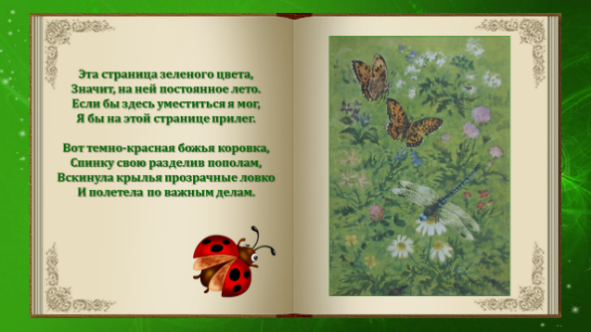 Эта страница зеленого цвета,
Значит, на ней постоянное лето.
Если бы здесь уместиться я мог,
Я бы на этой странице прилег.
Вот темно-красная божья коровка,
Спинку свою разделив пополам,
Вскинула крылья прозрачные ловко
И полетела по важным делам.